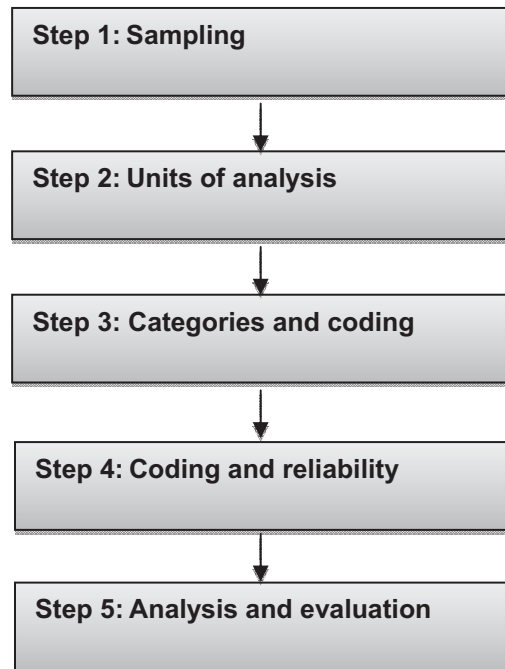 Step 1: Sampling
Step 2: Units of analysis
Step 3: Categories and coding
Step 4: Coding and reliability
Step 5: Analysis and evaluation